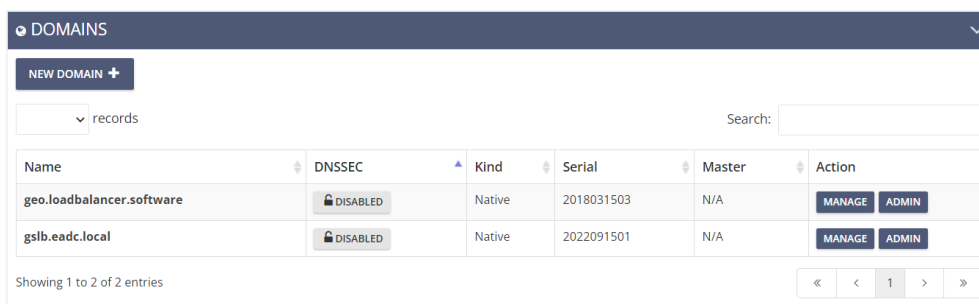 DOMAINS
NEW DOMAIN +
records
Search:
Name DNSSEC Kind Serial Master Action
geo.loadbalancer.software DISABLED Native 2018031503 N/A MANAGE ADMIN
gslb.eadc.local DISABLED Native 2022091501 N/A MANAGE ADMIN
Showing 1 to 2 of 2 entries « < 1 > »